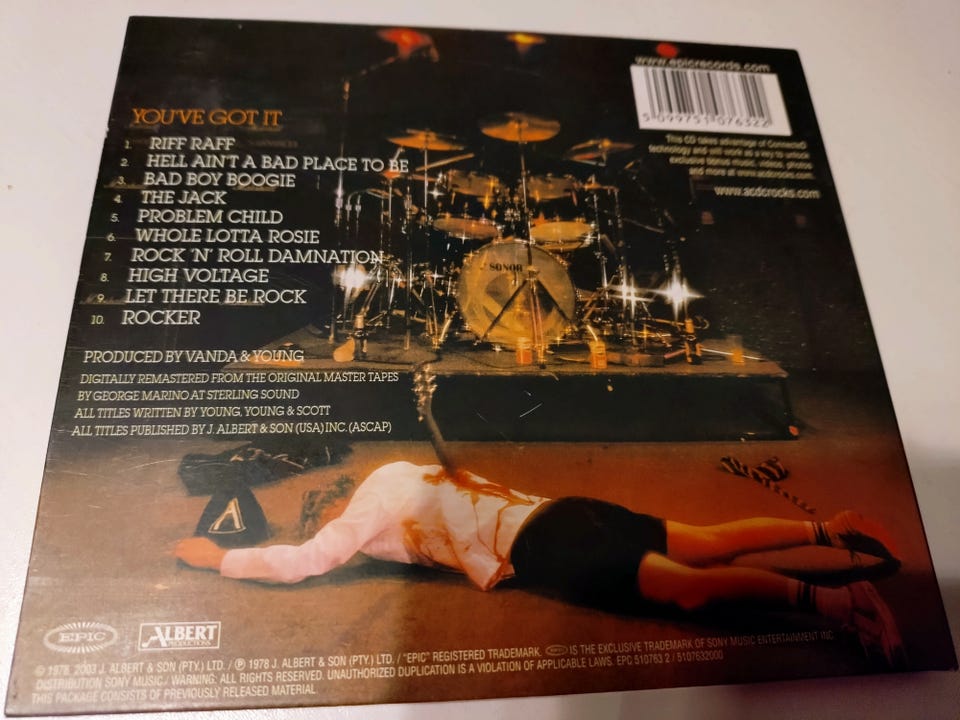 www.epicrecords.com
5 099751 076322
This CD takes advantage of Connected
technology and will work as a key to unlock
exclusive bonus music, videos, photos
and more at www.acdcrocks.com
www.acdcrocks.com
YOU'VE GOT IT
1. RIFF RAFF
2. HELL AIN'T A BAD PLACE TO BE
3. BAD BOY BOOGIE
4. THE JACK
5. PROBLEM CHILD
6. WHOLE LOTTA ROSIE
7. ROCK 'N' ROLL DAMNATION
8. HIGH VOLTAGE
9. LET THERE BE ROCK
10. ROCKER
SONOR
PRODUCED BY VANDA & YOUNG
DIGITALLY REMASTERED FROM THE ORIGINAL MASTER TAPES
BY GEORGE MARINO AT STERLING SOUND
ALL TITLES WRITTEN BY YOUNG, YOUNG & SCOTT
ALL TITLES PUBLISHED BY J. ALBERT & SON (USA) INC. (ASCAP)
A
EPIC
ALBERT
PRODUCTIONS
© 1978, 2003 J. ALBERT & SON (PTY.) LTD. / ℗ 1978 J. ALBERT & SON (PTY.) LTD. / "EPIC" REGISTERED TRADEMARK. EPIC IS THE EXCLUSIVE TRADEMARK OF SONY MUSIC ENTERTAINMENT INC.
DISTRIBUTION SONY MUSIC / WARNING: ALL RIGHTS RESERVED. UNAUTHORIZED DUPLICATION IS A VIOLATION OF APPLICABLE LAWS. EPC 510763 2 / 5107632000
THIS PACKAGE CONSISTS OF PREVIOUSLY RELEASED MATERIAL